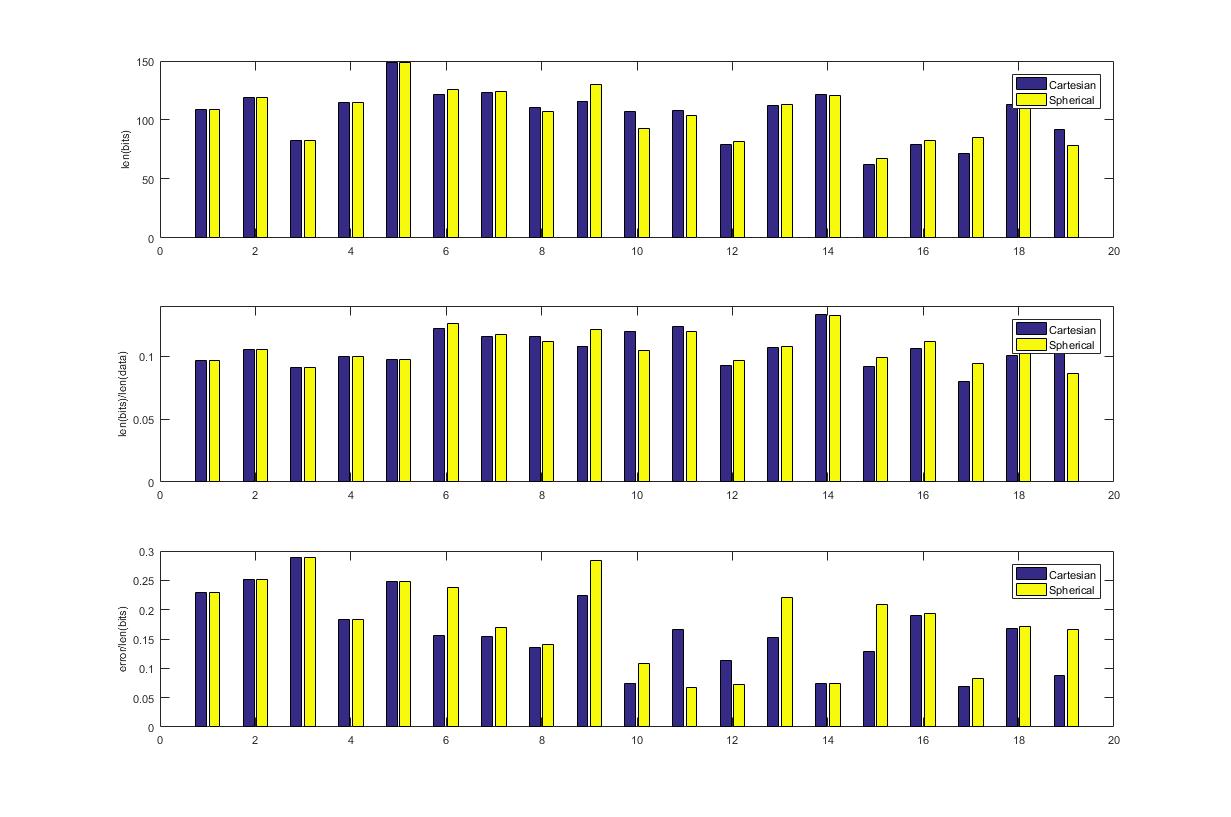 150
100
50
0
len(bits)
Cartesian
Spherical
0 2 4 6 8 10 12 14 16 18 20
0.1
0.05
0
len(bits)/len(data)
Cartesian
Spherical
0 2 4 6 8 10 12 14 16 18 20
0.3
0.25
0.2
0.15
0.1
0.05
0
error/len(bits)
Cartesian
Spherical
0 2 4 6 8 10 12 14 16 18 20